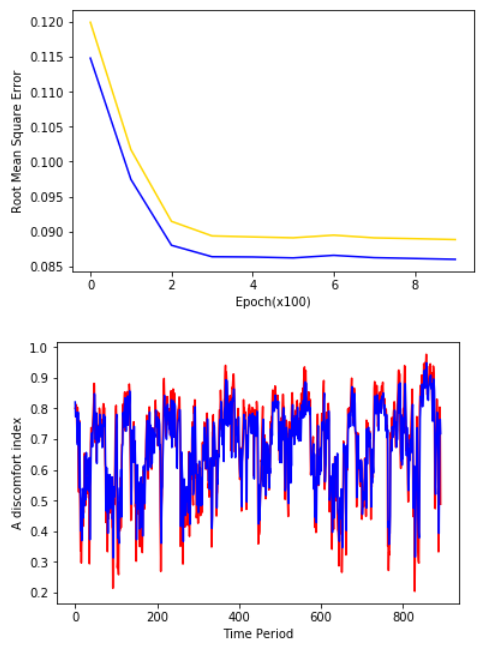 0.120
0.115
0.110
0.105
0.100
0.095
0.090
0.085
Root Mean Square Error
0 2 4 6 8
Epoch(x100)
1.0
0.9
0.8
0.7
0.6
0.5
0.4
0.3
0.2
A discomfort index
0 200 400 600 800
Time Period